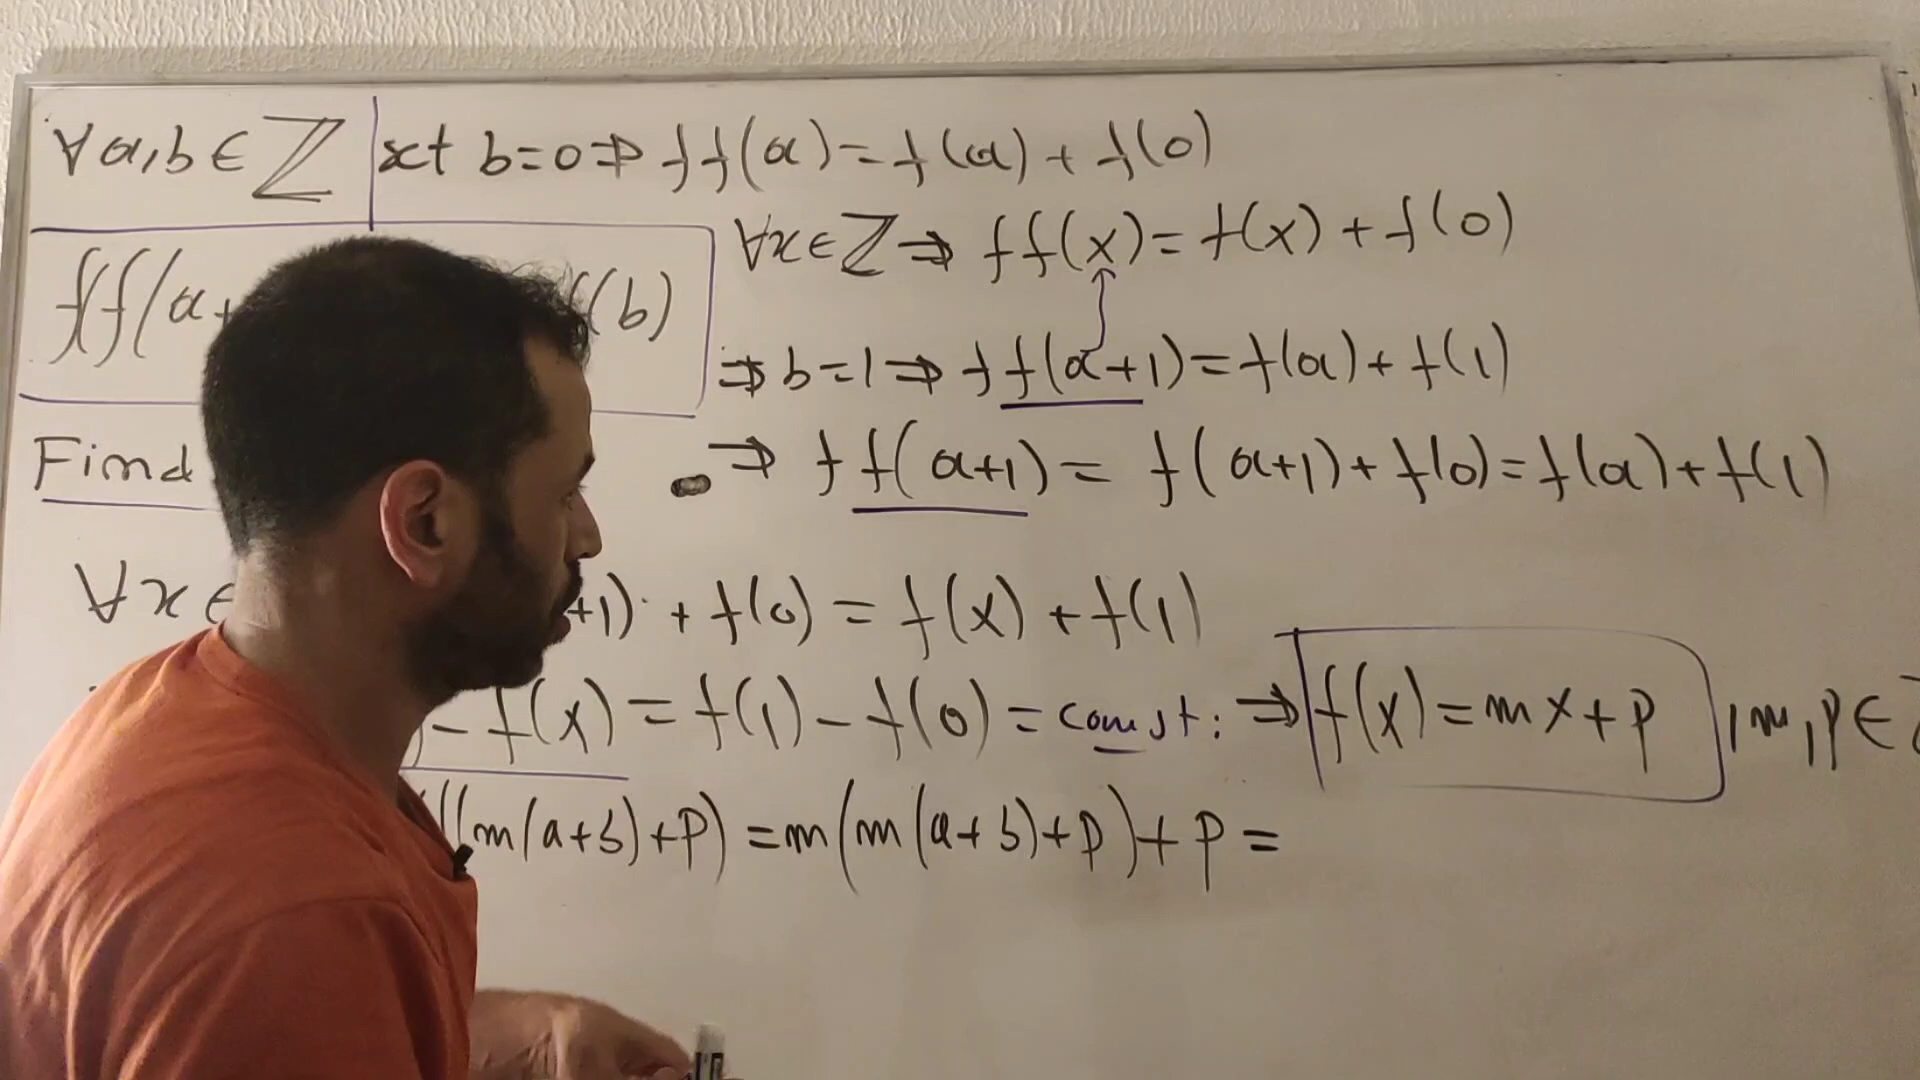 ∀a,b∈ℤ | set b=0 ⇒ ff(a)=f(a)+f(0)
∀x∈ℤ ⇒ ff(x)=f(x)+f(0)
ff(a+ f(b)
⇒ b=1 ⇒ ff(a+1)=f(a)+f(1)
Find
⇒ ff(a+1)=f(a+1)+f(0)=f(a)+f(1)
∀x∈ +1)+f(0)=f(x)+f(1)
)-f(x)=f(1)-f(0)=const: ⇒ f(x)=mx+p , m,p∈ℤ
(m(a+b)+p)=m(m(a+b)+p)+p=